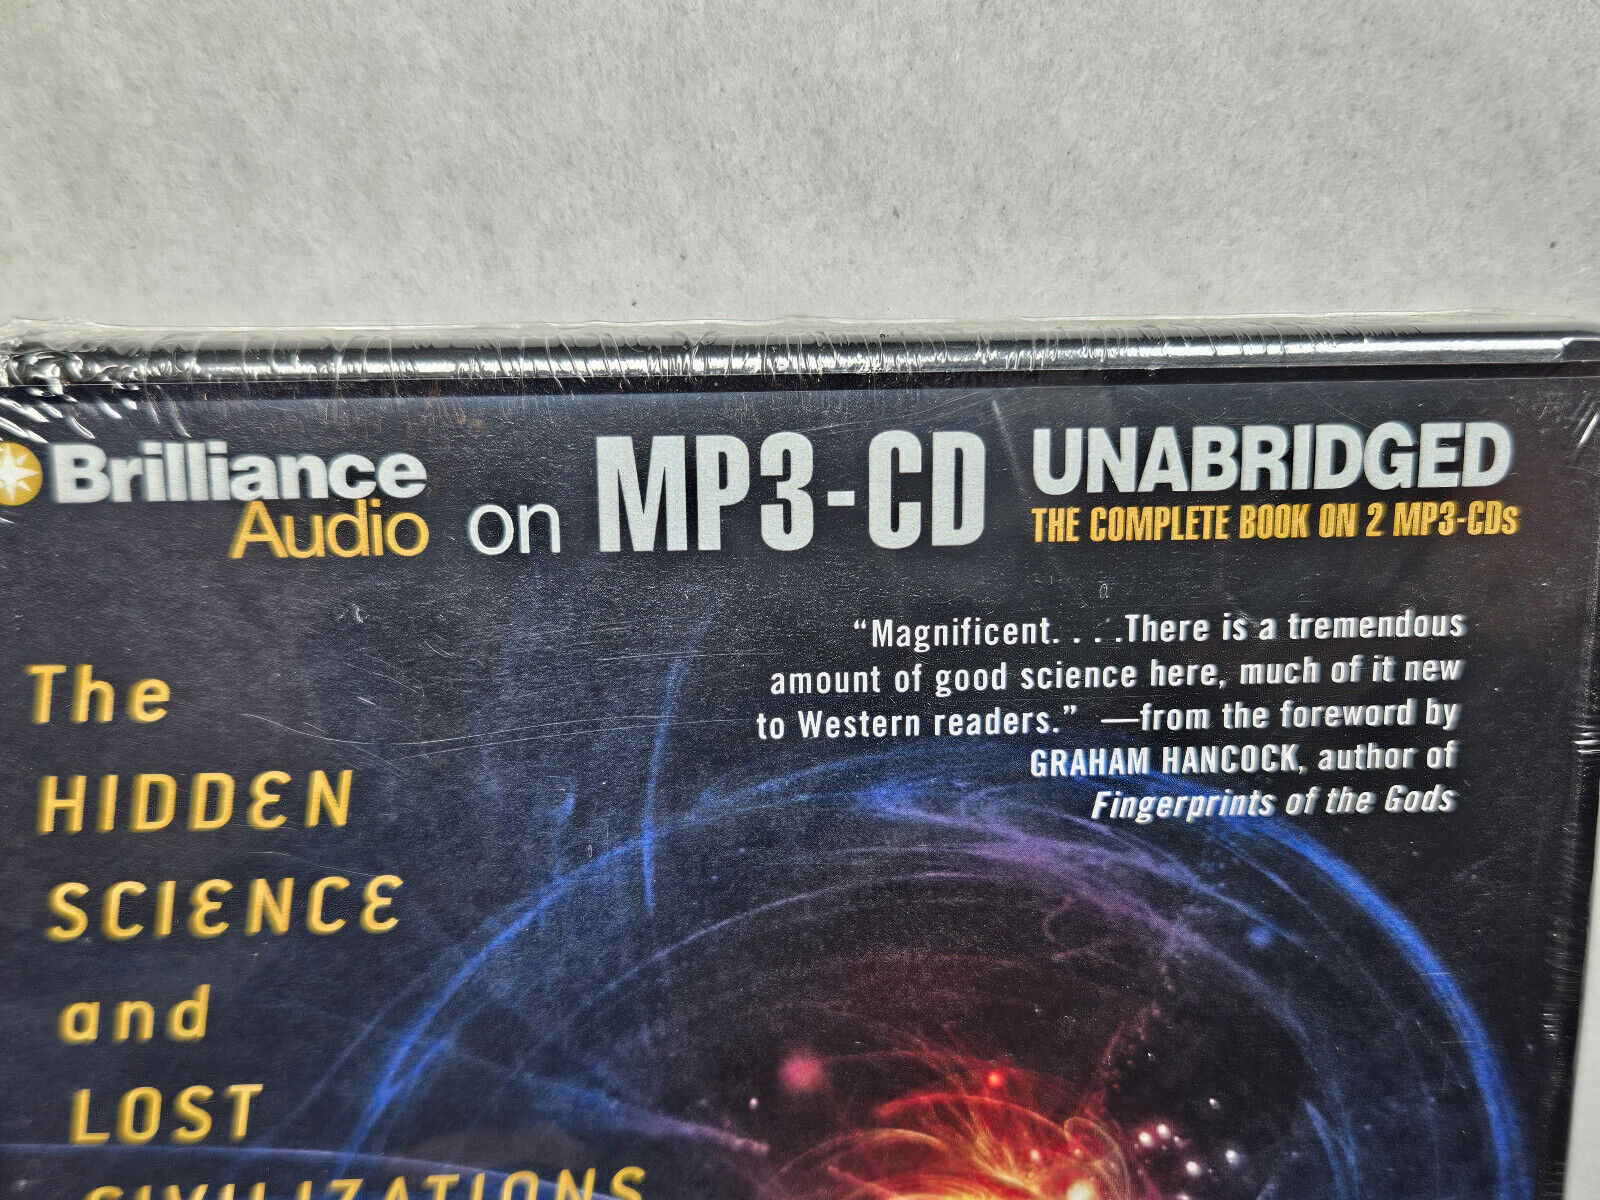 Brilliance
Audio
on
MP3-CD
UNABRIDGED
THE COMPLETE BOOK ON 2 MP3-CDs
“Magnificent. . . .There is a tremendous
amount of good science here, much of it new
to Western readers.” —from the foreword by
GRAHAM HANCOCK, author of
Fingerprints of the Gods
The
HIDDEN
SCIENCE
and
LOST
CIVILIZATIONS